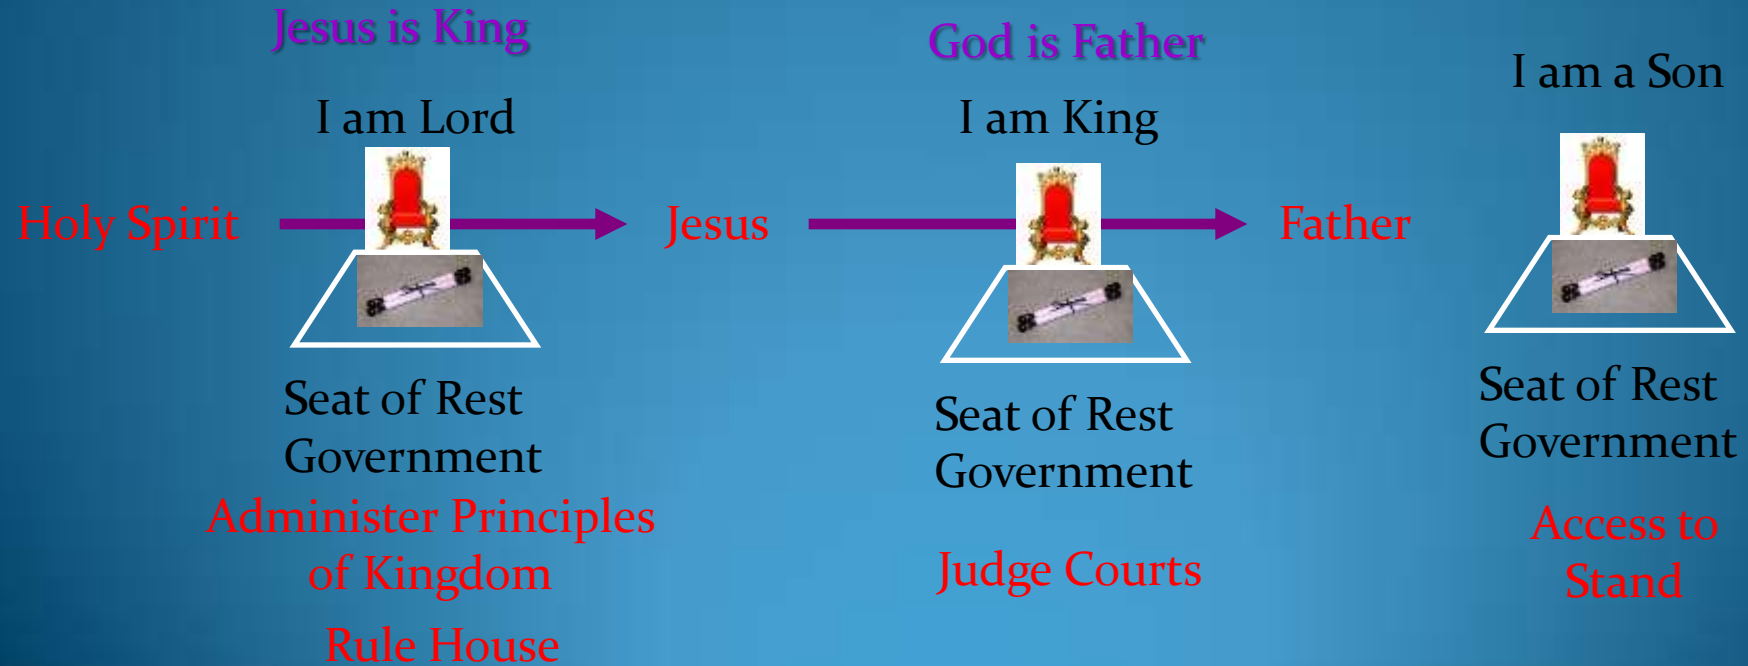 Jesus is King
God is Father
I am a Son
I am Lord
I am King
Holy Spirit
Jesus
Father
Seat of Rest
Government
Administer Principles
of Kingdom
Rule House
Seat of Rest
Government
Judge Courts
Seat of Rest
Government
Access to
Stand